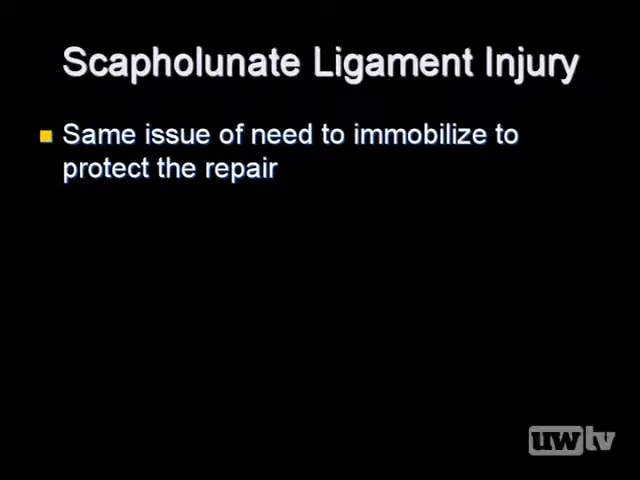 Scapholunate Ligament Injury
Same issue of need to immobilize to
protect the repair
uwtv